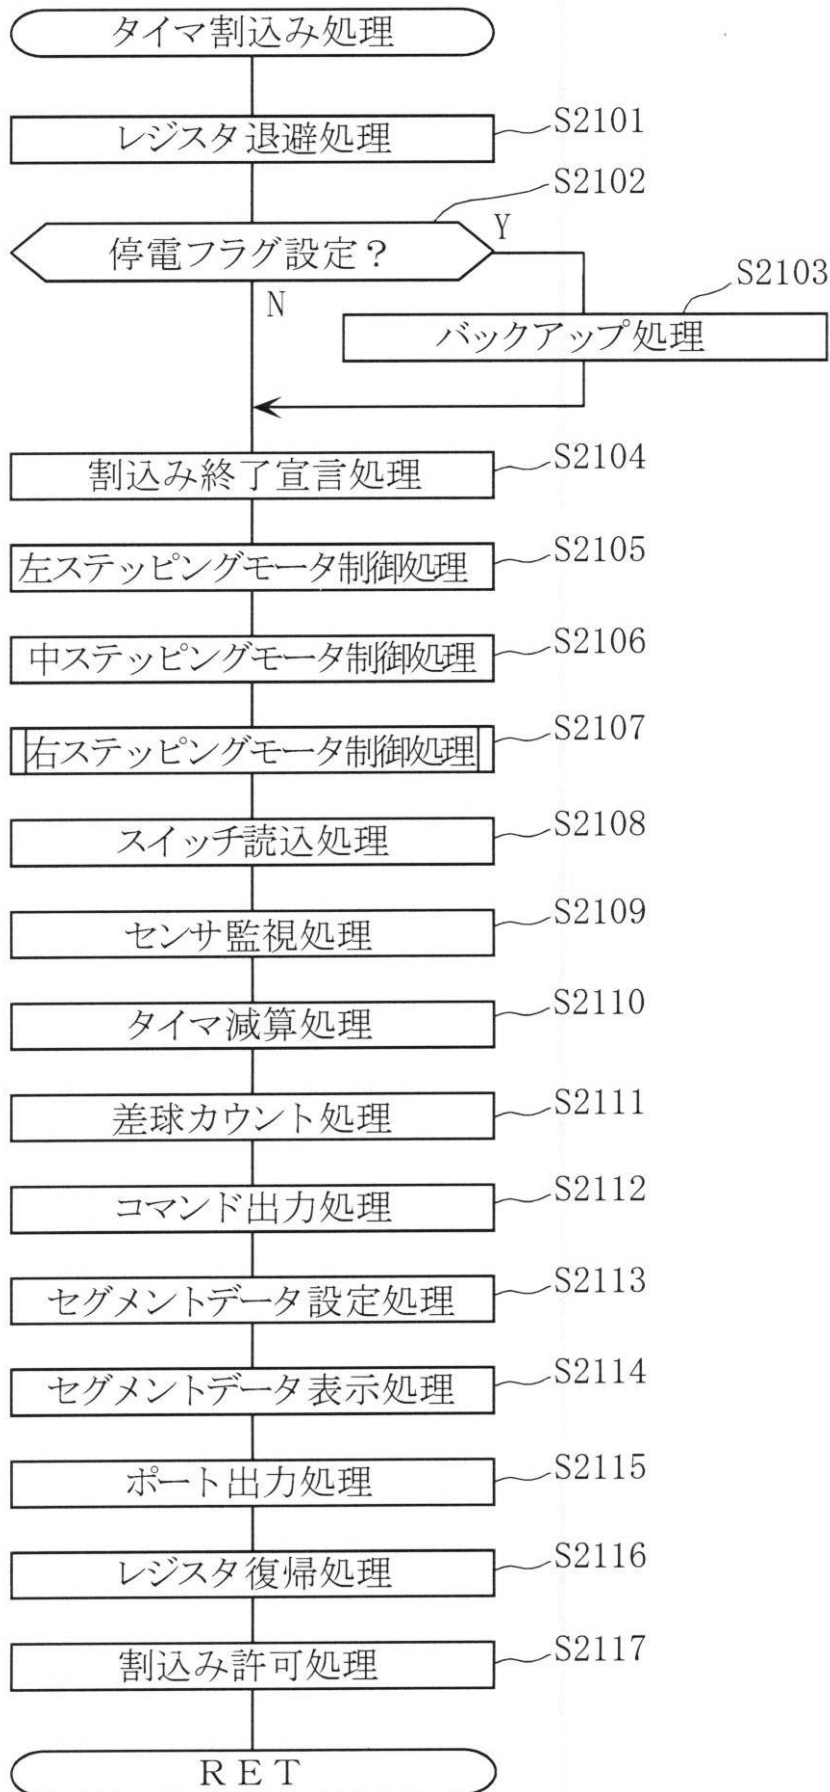 タイマ割込み処理
レジスタ退避処理
S2101
S2102
停電フラグ設定?
Y
N
S2103
バックアップ処理
割込み終了宣言処理
S2104
左ステッピングモータ制御処理
S2105
中ステッピングモータ制御処理
S2106
右ステッピングモータ制御処理
S2107
スイッチ読込処理
S2108
センサ監視処理
S2109
タイマ減算処理
S2110
差球カウント処理
S2111
コマンド出力処理
S2112
セグメントデータ設定処理
S2113
セグメントデータ表示処理
S2114
ポート出力処理
S2115
レジスタ復帰処理
S2116
割込み許可処理
S2117
RET